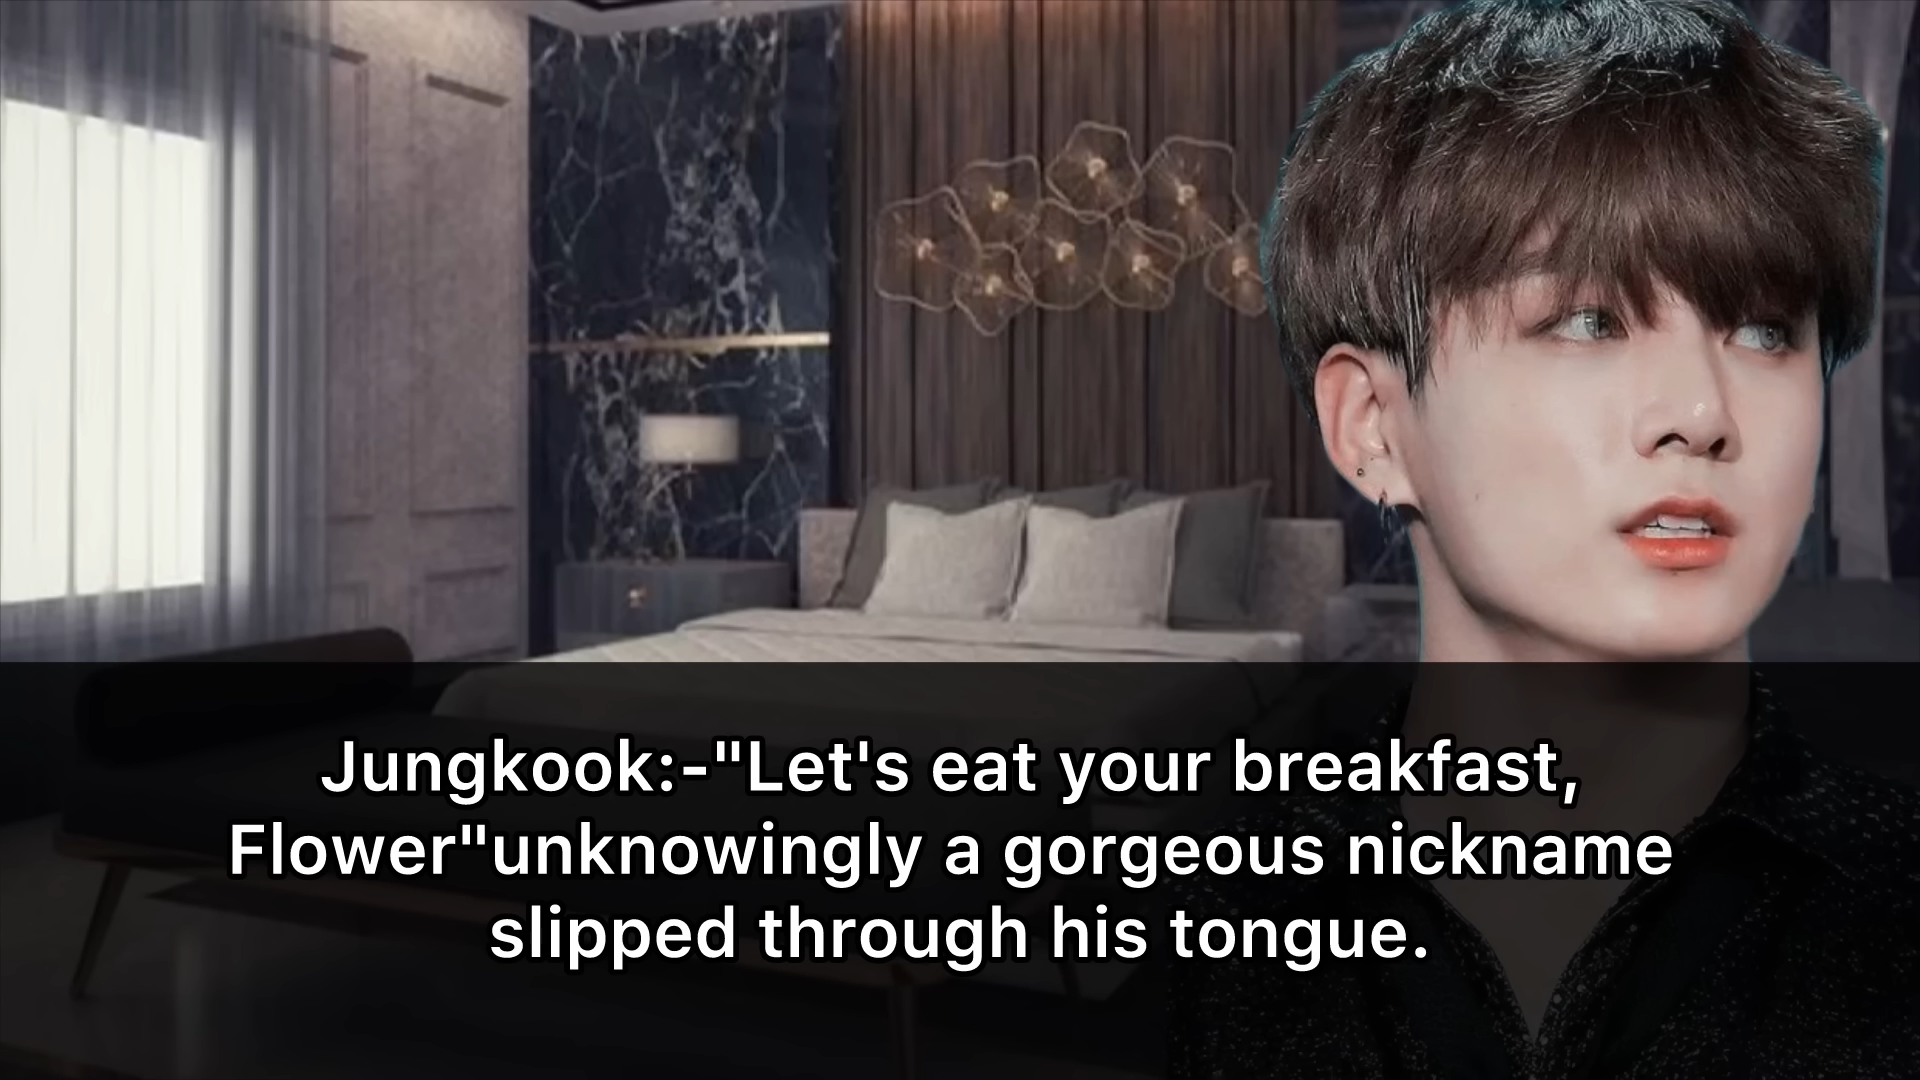 Jungkook:-"Let's eat your breakfast,
Flower"unknowingly a gorgeous nickname
slipped through his tongue.